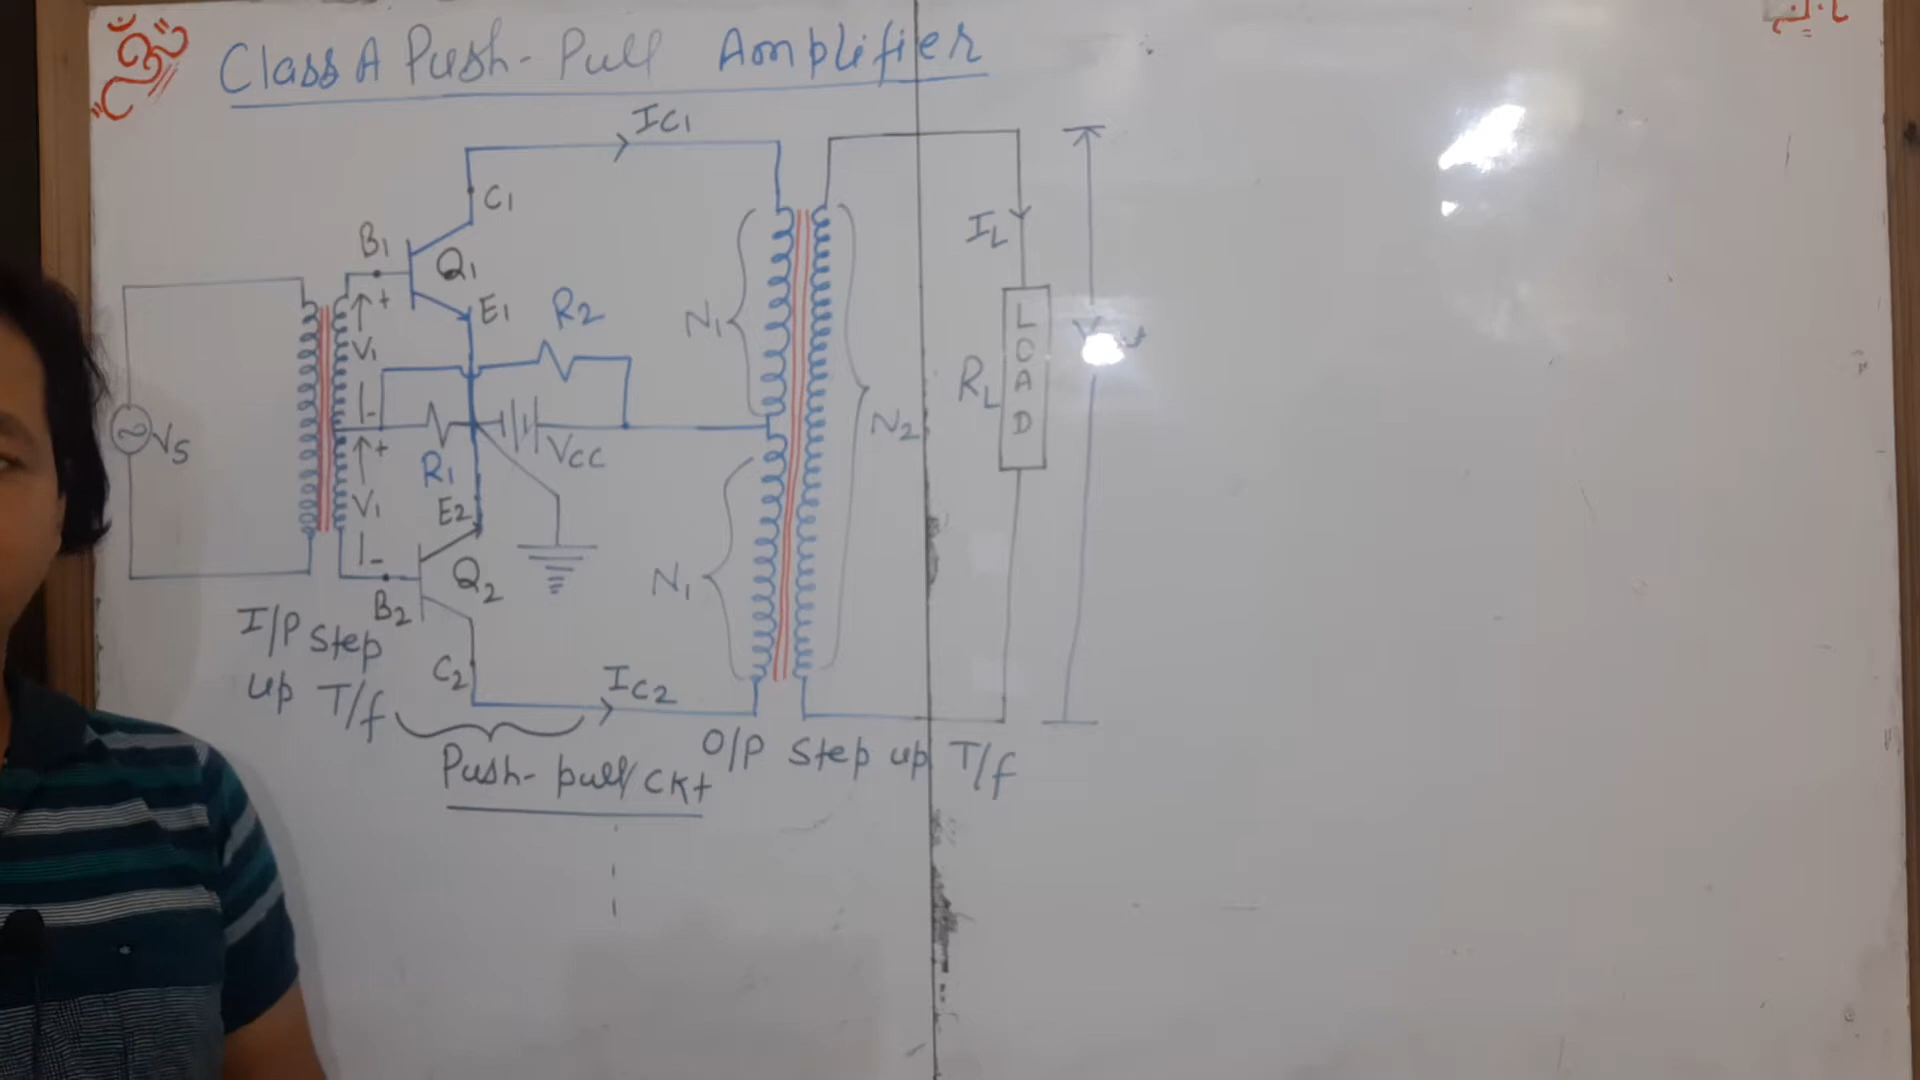 ॐ
Class A Push-Pull Amplifier
IC1
C1
B1
Q1
E1
+
V1
-
R2
N1
IL
LOAD
RL
N2
VS
+
V1
-
R1
VCC
E2
Q2
B2
N1
I/P Step
up T/f
C2
IC2
O/P Step up T/f
Push-pull CKt